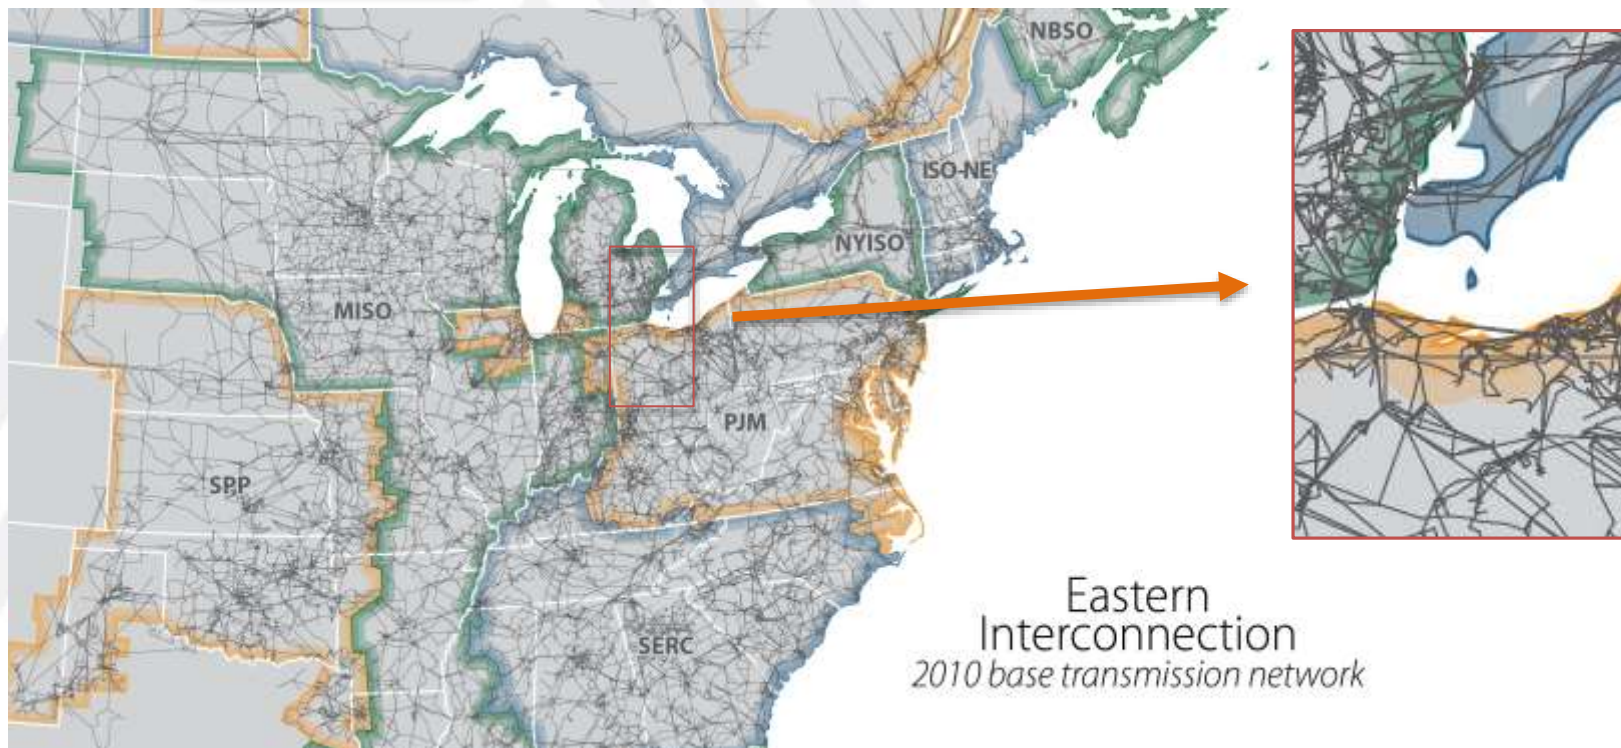 NBSO
ISO-NE
NYISO
MISO
PJM
SPP
SERC
Eastern
Interconnection
2010 base transmission network